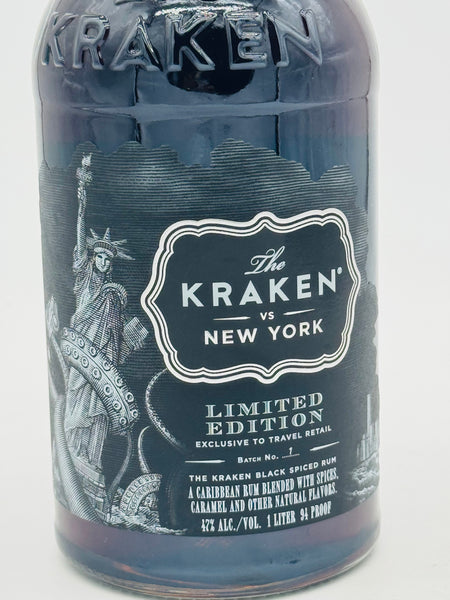 KRAKEN
The
KRAKEN®
VS
NEW YORK
LIMITED
EDITION
EXCLUSIVE TO TRAVEL RETAIL
BATCH No. 1
THE KRAKEN BLACK SPICED RUM
A CARIBBEAN RUM BLENDED WITH SPICES,
CARAMEL AND OTHER NATURAL FLAVORS.
47% ALC./VOL. 1 LITER 94 PROOF